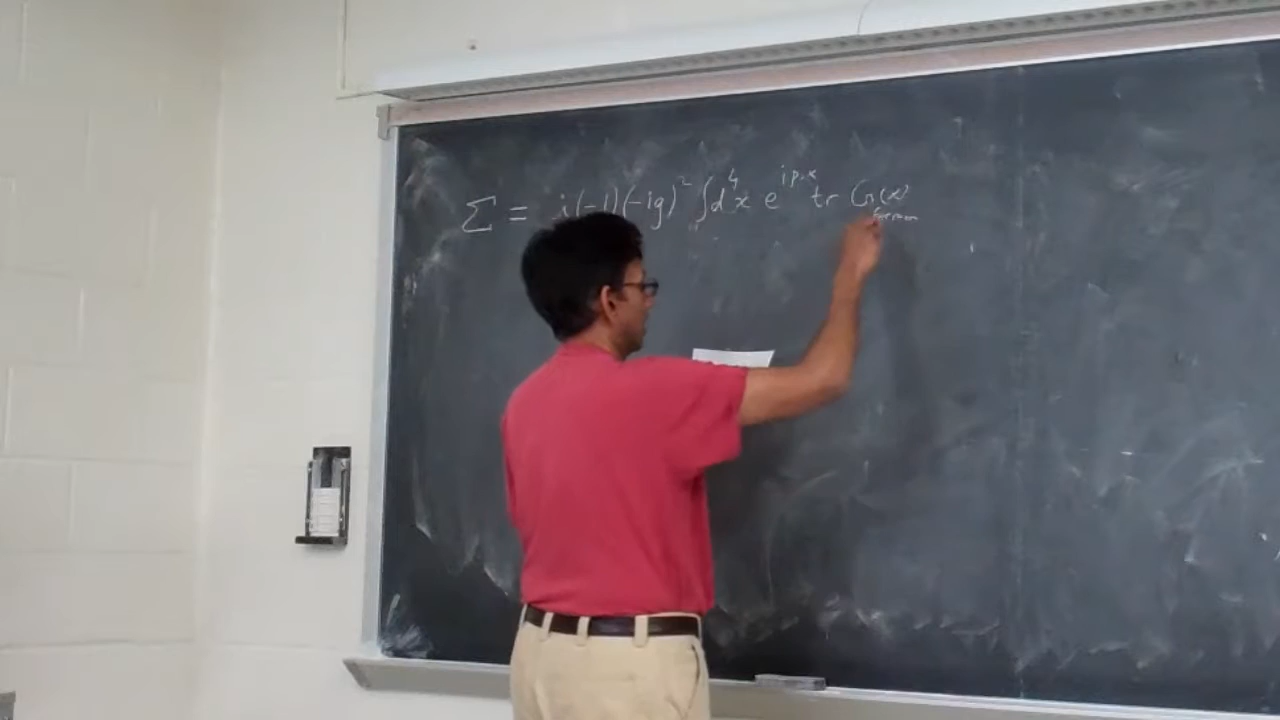 Σ = i(-1)(-ig)² ∫d⁴x e^{ip·x} tr G(x)
fermion